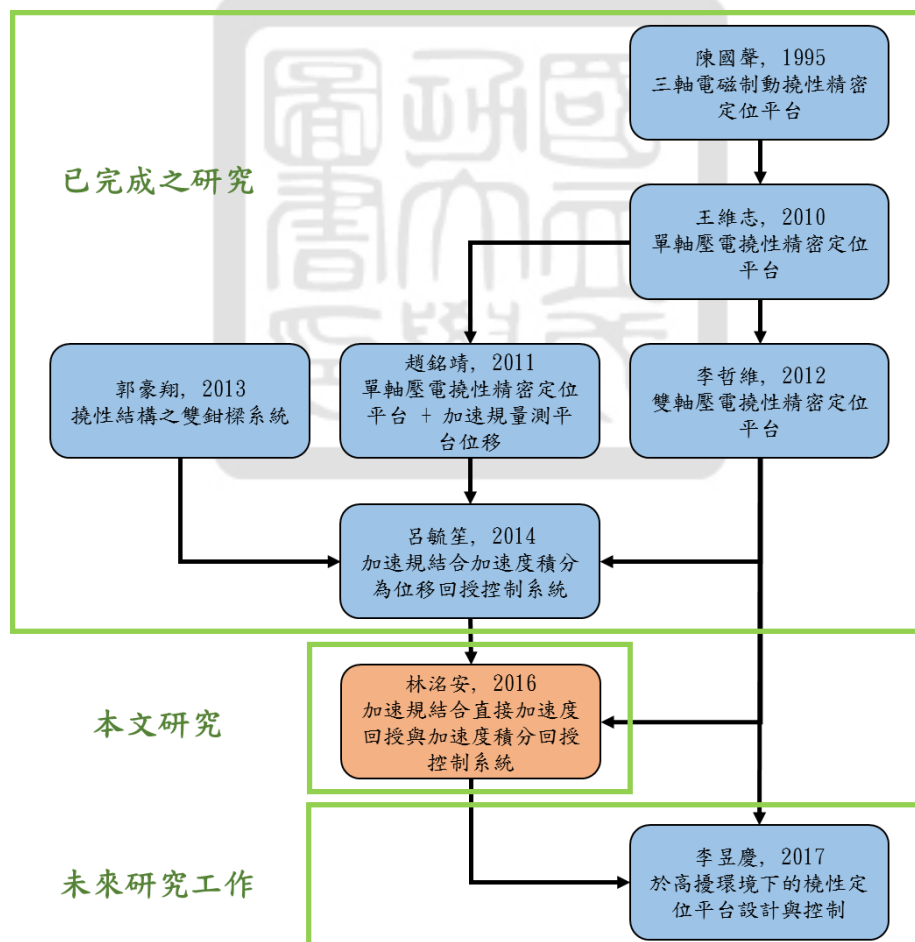 陳國聲, 1995
三軸電磁制動撓性精密
定位平台
已完成之研究
王維志, 2010
單軸壓電撓性精密定位
平台
郭豪翔, 2013
撓性結構之雙鉗樑系統
趙銘靖, 2011
單軸壓電撓性精密定位
平台 + 加速規量測平
台位移
李哲維, 2012
雙軸壓電撓性精密定位
平台
呂毓笙, 2014
加速規結合加速度積分
為位移回授控制系統
本文研究
林洺安, 2016
加速規結合直接加速度
回授與加速度積分回授
控制系統
未來研究工作
李昱慶, 2017
於高擾環境下的橈性定
位平台設計與控制